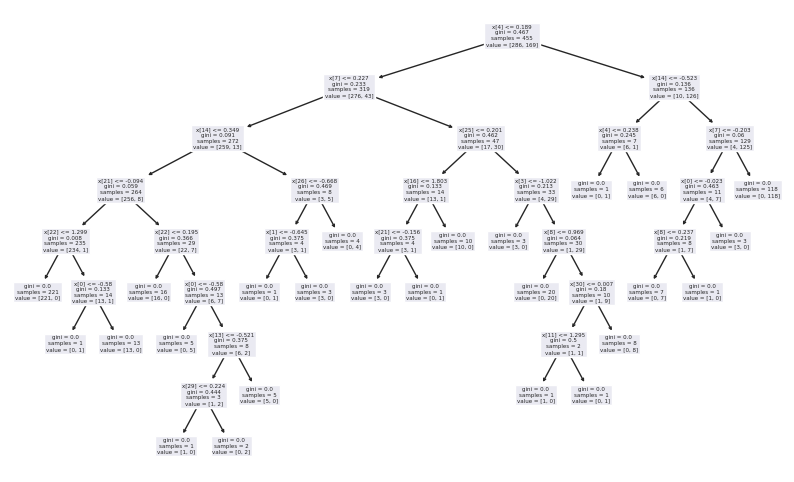 x[4] <= 0.189
gini = 0.467
samples = 455
value = [286, 169]
x[7] <= 0.227
gini = 0.233
samples = 319
value = [276, 43]
x[14] <= -0.523
gini = 0.136
samples = 136
value = [10, 126]
x[14] <= 0.349
gini = 0.091
samples = 272
value = [259, 13]
x[25] <= 0.201
gini = 0.462
samples = 47
value = [17, 30]
x[4] <= 0.238
gini = 0.245
samples = 7
value = [6, 1]
x[7] <= -0.203
gini = 0.06
samples = 129
value = [4, 125]
x[21] <= -0.094
gini = 0.059
samples = 264
value = [256, 8]
x[26] <= -0.668
gini = 0.469
samples = 8
value = [3, 5]
x[16] <= 1.803
gini = 0.133
samples = 14
value = [13, 1]
x[3] <= -1.022
gini = 0.213
samples = 33
value = [4, 29]
gini = 0.0
samples = 1
value = [0, 1]
gini = 0.0
samples = 6
value = [6, 0]
x[0] <= -0.023
gini = 0.463
samples = 11
value = [4, 7]
gini = 0.0
samples = 118
value = [0, 118]
x[22] <= 1.299
gini = 0.008
samples = 235
value = [234, 1]
x[22] <= 0.195
gini = 0.366
samples = 29
value = [22, 7]
x[1] <= -0.645
gini = 0.375
samples = 4
value = [3, 1]
gini = 0.0
samples = 4
value = [0, 4]
x[21] <= -0.156
gini = 0.375
samples = 4
value = [3, 1]
gini = 0.0
samples = 10
value = [10, 0]
gini = 0.0
samples = 3
value = [3, 0]
x[8] <= 0.969
gini = 0.064
samples = 30
value = [1, 29]
x[8] <= 0.237
gini = 0.219
samples = 8
value = [1, 7]
gini = 0.0
samples = 3
value = [3, 0]
gini = 0.0
samples = 221
value = [221, 0]
x[0] <= -0.58
gini = 0.133
samples = 14
value = [13, 1]
gini = 0.0
samples = 16
value = [16, 0]
x[0] <= -0.58
gini = 0.497
samples = 13
value = [6, 7]
gini = 0.0
samples = 1
value = [0, 1]
gini = 0.0
samples = 3
value = [3, 0]
gini = 0.0
samples = 3
value = [3, 0]
gini = 0.0
samples = 1
value = [0, 1]
gini = 0.0
samples = 20
value = [0, 20]
x[30] <= 0.007
gini = 0.18
samples = 10
value = [1, 9]
gini = 0.0
samples = 7
value = [0, 7]
gini = 0.0
samples = 1
value = [1, 0]
gini = 0.0
samples = 1
value = [0, 1]
gini = 0.0
samples = 13
value = [13, 0]
gini = 0.0
samples = 5
value = [0, 5]
x[13] <= -0.521
gini = 0.375
samples = 8
value = [6, 2]
x[11] <= 1.295
gini = 0.5
samples = 2
value = [1, 1]
gini = 0.0
samples = 8
value = [0, 8]
x[29] <= 0.224
gini = 0.444
samples = 3
value = [1, 2]
gini = 0.0
samples = 5
value = [5, 0]
gini = 0.0
samples = 1
value = [1, 0]
gini = 0.0
samples = 1
value = [0, 1]
gini = 0.0
samples = 1
value = [1, 0]
gini = 0.0
samples = 2
value = [0, 2]